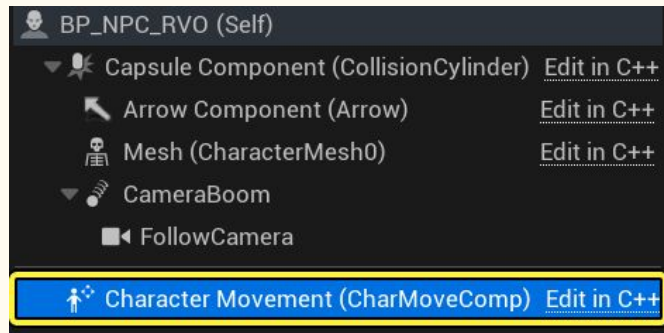 BP_NPC_RVO (Self)
Capsule Component (CollisionCylinder) Edit in C++
Arrow Component (Arrow) Edit in C++
Mesh (CharacterMesh0) Edit in C++
CameraBoom
FollowCamera
Character Movement (CharMoveComp) Edit in C++